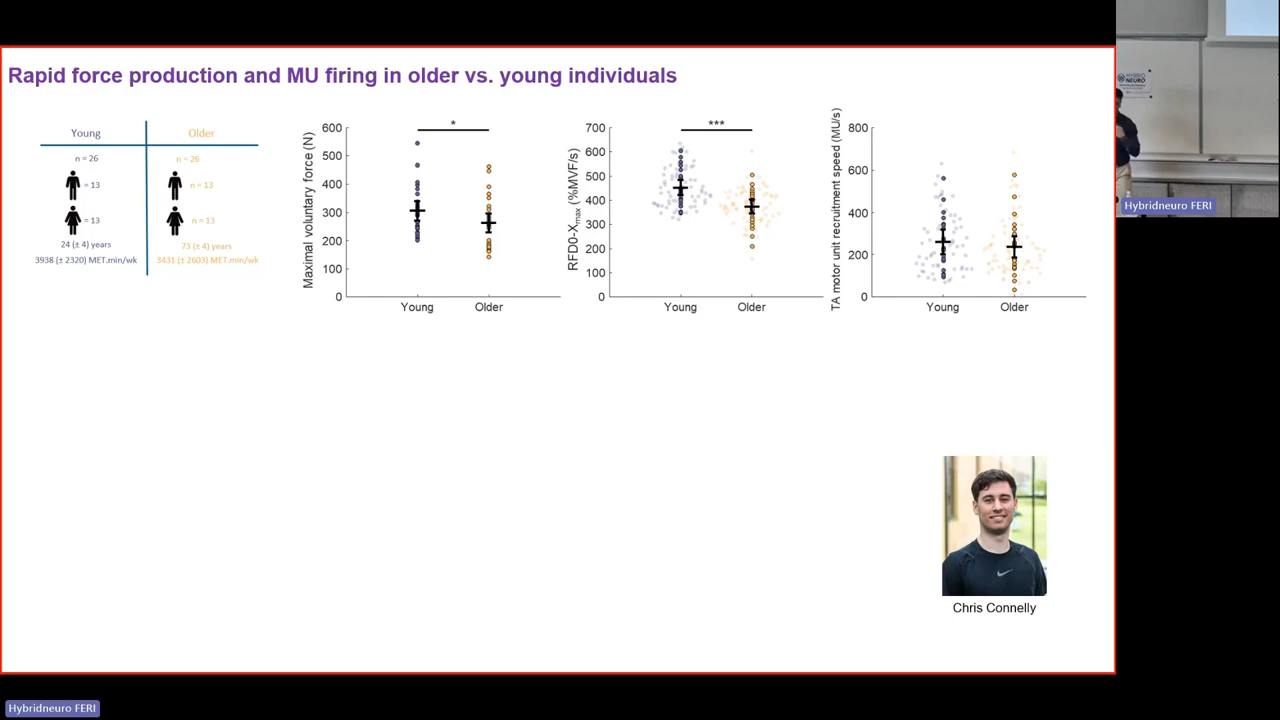 Rapid force production and MU firing in older vs. young individuals
Young
Older
n = 26
n = 26
= 13
n = 13
= 13
n = 13
24 (± 4) years
73 (± 4) years
3938 (± 2320) MET.min/wk
3431 (± 2603) MET.min/wk
Maximal voluntary force (N)
600
500
400
300
200
100
0
*
Young
Older
RFD0-Xmax (%MVF/s)
700
600
500
400
300
200
100
0
***
Young
Older
TA motor unit recruitment speed (MU/s)
800
600
400
200
0
Young
Older
Chris Connelly
HYBRID
NEURO
Hybridneuro FERI
Hybridneuro FERI